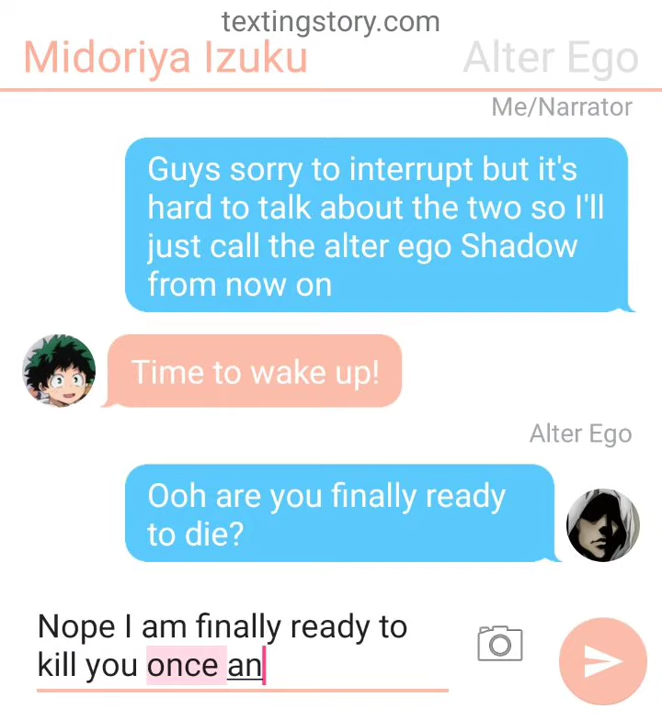 textingstory.com
Midoriya Izuku
Alter Ego
Me/Narrator
Guys sorry to interrupt but it's
hard to talk about the two so I'll
just call the alter ego Shadow
from now on
Time to wake up!
Alter Ego
Ooh are you finally ready
to die?
Nope I am finally ready to
kill you once an